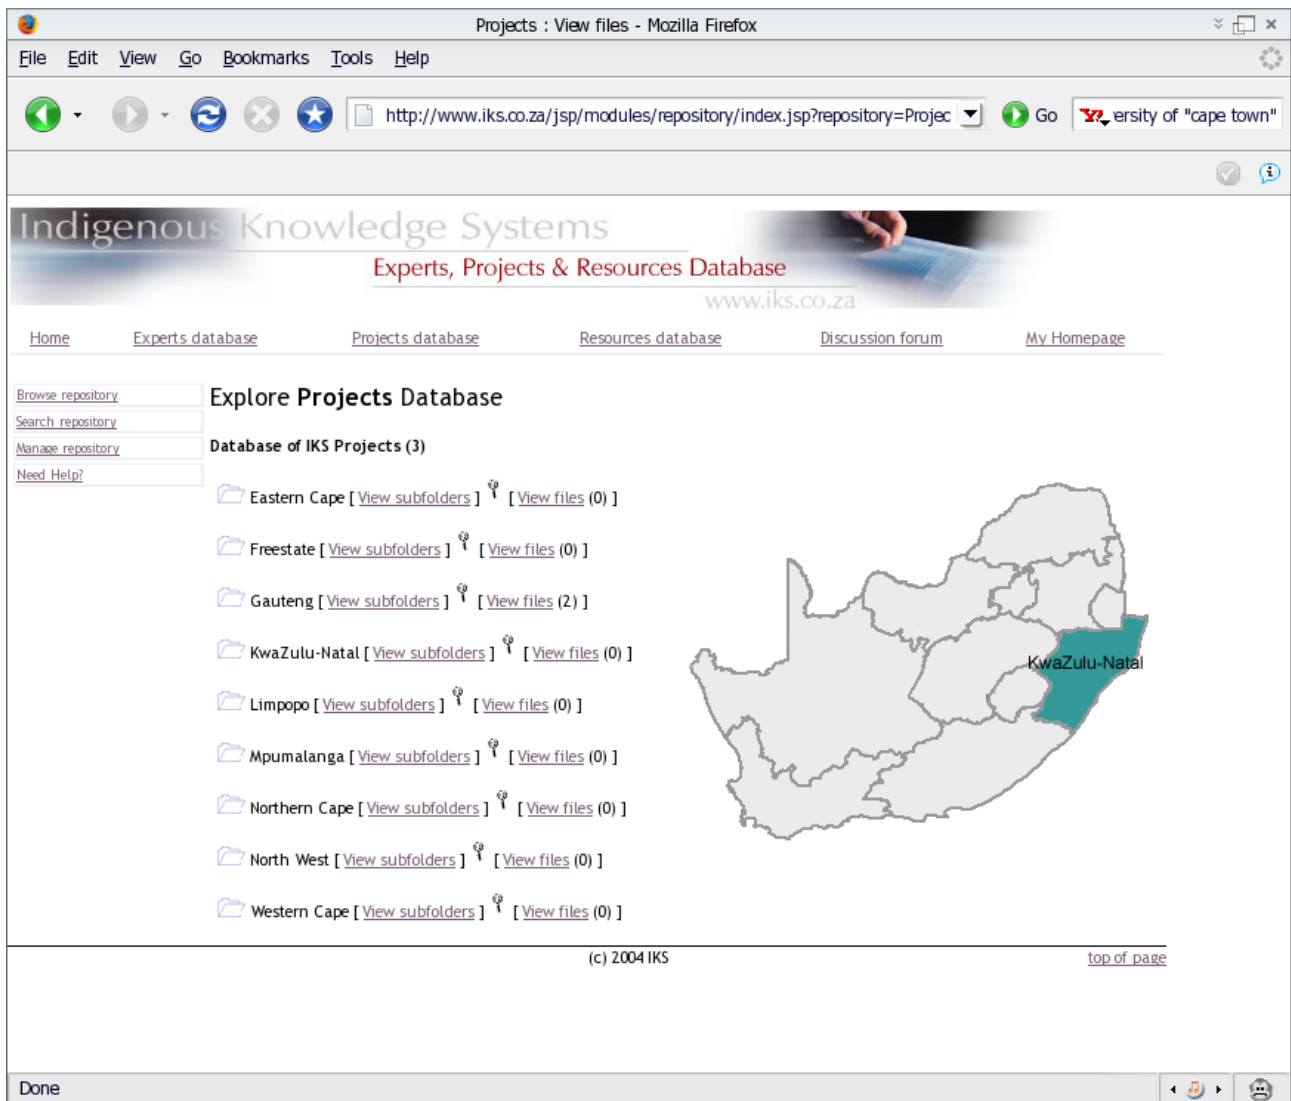 Projects : View files - Mozilla Firefox
File Edit View Go Bookmarks Tools Help
http://www.iks.co.za/jsp/modules/repository/index.jsp?repository=Projec Go Y? ersity of "cape town"
Indigenous Knowledge Systems
Experts, Projects & Resources Database
www.iks.co.za
Home Experts database Projects database Resources database Discussion forum My Homepage
Browse repository
Search repository
Manage repository
Need Help?
Explore Projects Database
Database of IKS Projects (3)
Eastern Cape [ View subfolders ] [ View files (0) ]
Freestate [ View subfolders ] [ View files (0) ]
Gauteng [ View subfolders ] [ View files (2) ]
KwaZulu-Natal [ View subfolders ] [ View files (0) ]
Limpopo [ View subfolders ] [ View files (0) ]
Mpumalanga [ View subfolders ] [ View files (0) ]
Northern Cape [ View subfolders ] [ View files (0) ]
North West [ View subfolders ] [ View files (0) ]
Western Cape [ View subfolders ] [ View files (0) ]
KwaZulu-Natal
(c) 2004 IKS top of page
Done